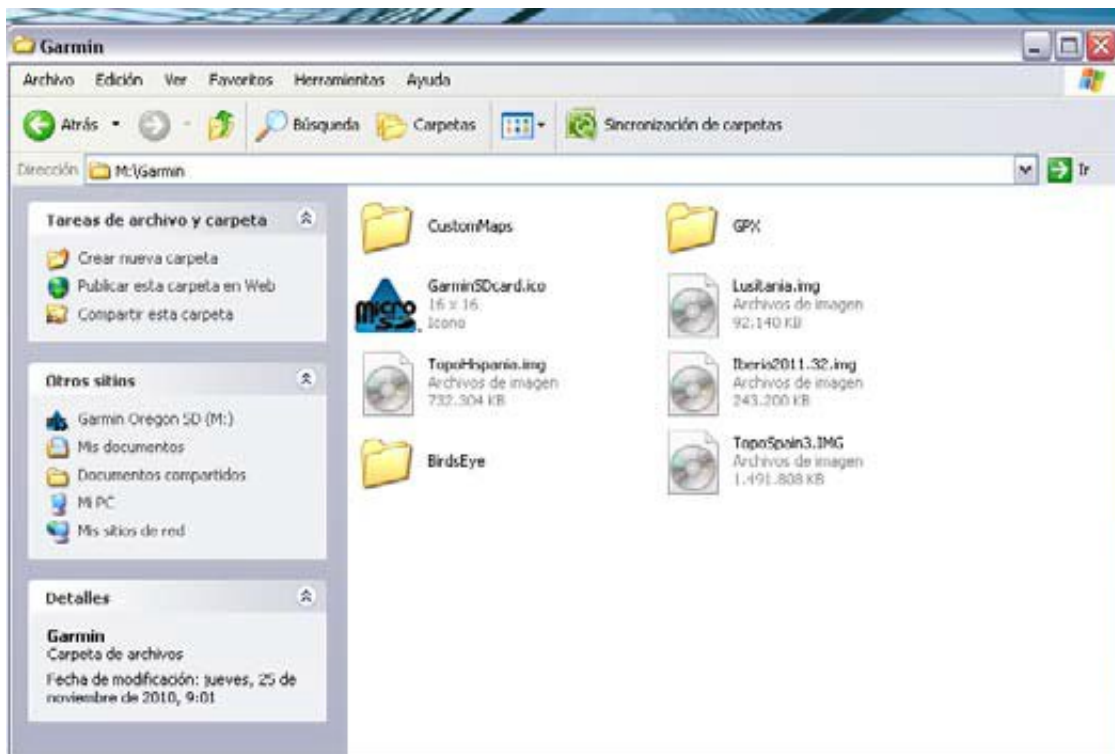 Garmin
Archivo Edición Ver Favoritos Herramientas Ayuda
Atrás Búsqueda Carpetas Sincronización de carpetas
Dirección M:\Garmin Ir
Tareas de archivo y carpeta
Crear nueva carpeta
Publicar esta carpeta en Web
Compartir esta carpeta
Otros sitios
Garmin Oregon SD (M:)
Mis documentos
Documentos compartidos
Mi PC
Mis sitios de red
Detalles
Garmin
Carpeta de archivos
Fecha de modificación: jueves, 25 de
noviembre de 2010, 9:01
CustomMaps
GPX
micro
GarminSDcard.ico
16 x 16
Icono
Lusitania.img
Archivos de imagen
92.140 KB
TopoHispania.img
Archivos de imagen
732.304 KB
Iberia2011.32.img
Archivos de imagen
243.200 KB
BirdsEye
TopoSpain3.IMG
Archivos de imagen
1.491.808 KB